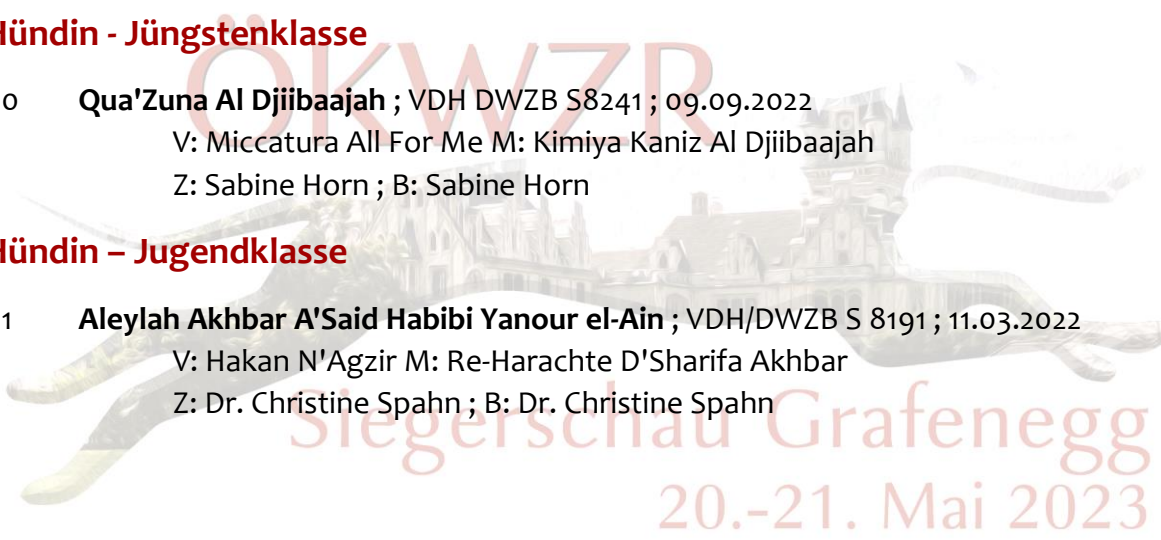 Hündin - Jüngstenklasse
0 Qua'Zuna Al Djiibaajah ; VDH DWZB S8241 ; 09.09.2022
V: Miccatura All For Me M: Kimiya Kaniz Al Djiibaajah
Z: Sabine Horn ; B: Sabine Horn
Hündin – Jugendklasse
1 Aleylah Akhbar A'Said Habibi Yanour el-Ain ; VDH/DWZB S 8191 ; 11.03.2022
V: Hakan N'Agzir M: Re-Harachte D'Sharifa Akhbar
Z: Dr. Christine Spahn ; B: Dr. Christine Spahn
ÖKWZR
Siegerschau Grafenegg
20.-21. Mai 2023